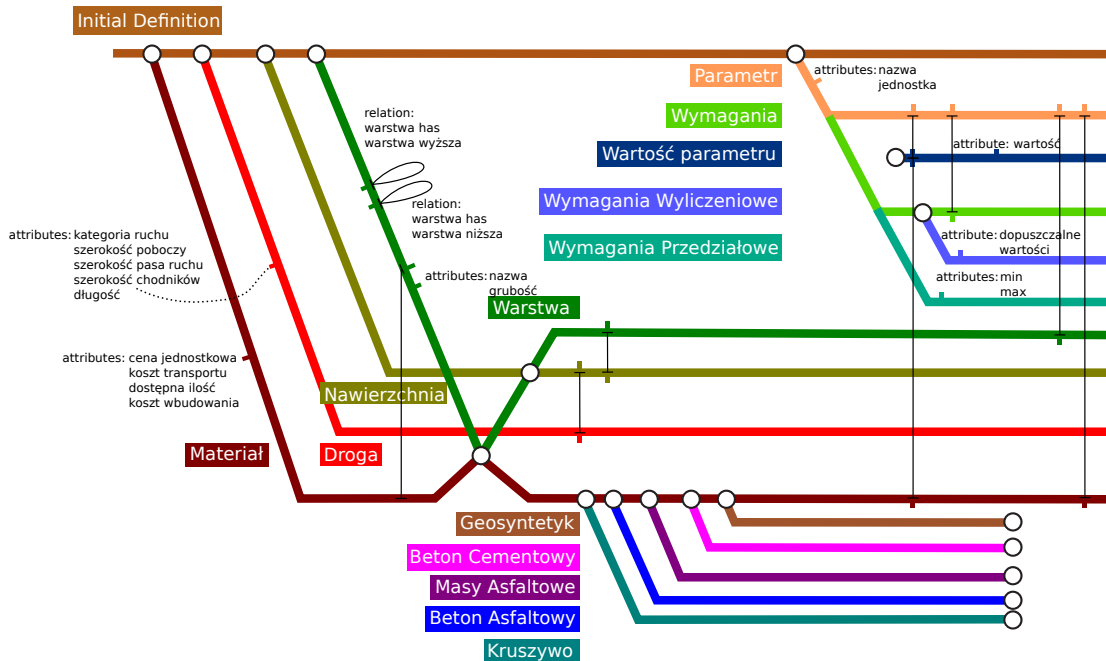 Initial Definition
Parametr
attributes: nazwa
jednostka
Wymagania
relation:
warstwa has
warstwa wyższa
Wartość parametru
attribute: wartość
Wymagania Wyliczeniowe
relation:
warstwa has
warstwa niższa
attributes: kategoria ruchu
szerokość poboczy
szerokość pasa ruchu
szerokość chodników
długość
attribute: dopuszczalne
wartości
Wymagania Przedziałowe
attributes: nazwa
grubość
attributes: min
max
Warstwa
attributes: cena jednostkowa
koszt transportu
dostępna ilość
koszt wbudowania
Nawierzchnia
Materiał
Droga
Geosyntetyk
Beton Cementowy
Masy Asfaltowe
Beton Asfaltowy
Kruszywo